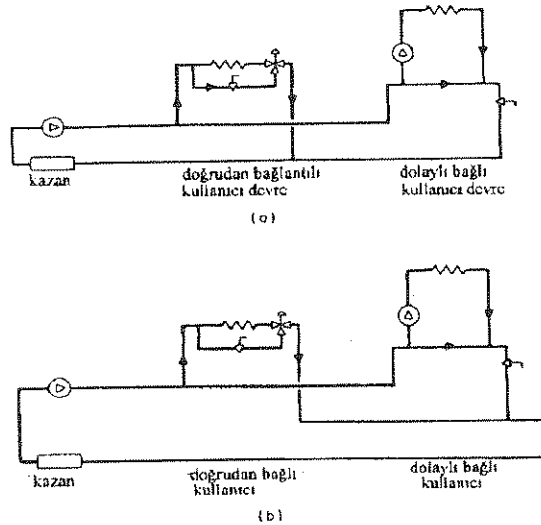 kazan
doğrudan bağlantılı
kullanıcı devre
dolaylı bağlı
kullanıcı devre
(a)
kazan
doğrudan bağlı
kullanıcı
dolaylı bağlı
kullanıcı
(b)